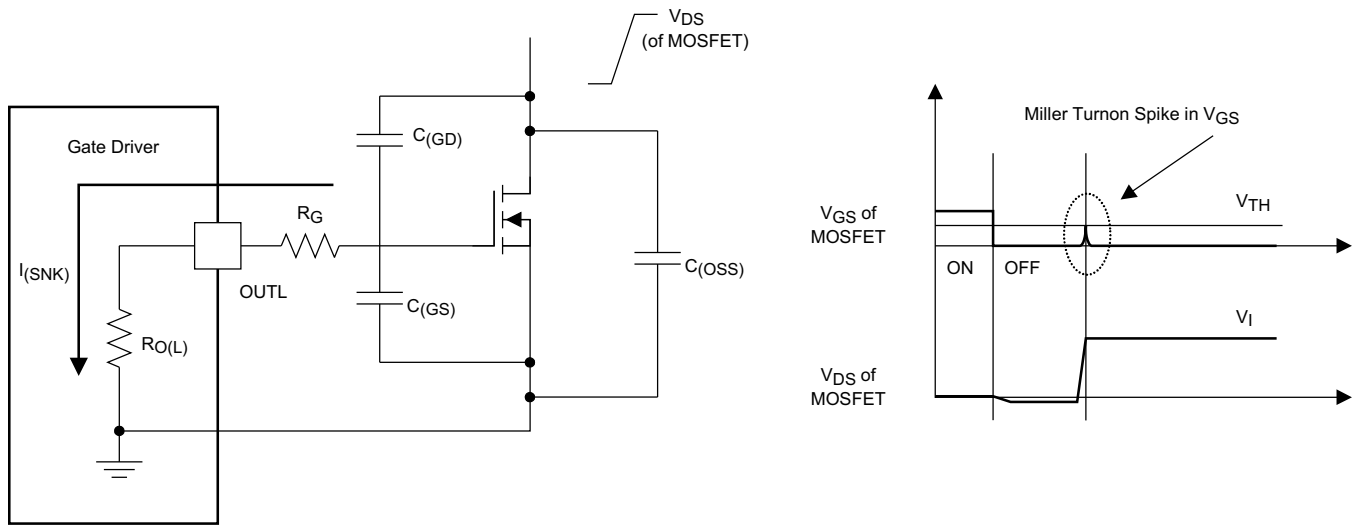 VDS
(of MOSFET)
Gate Driver
C(GD)
RG
I(SNK)
OUTL
C(GS)
C(OSS)
RO(L)
Miller Turnon Spike in VGS
VGS of
MOSFET
VTH
ON
OFF
VI
VDS of
MOSFET